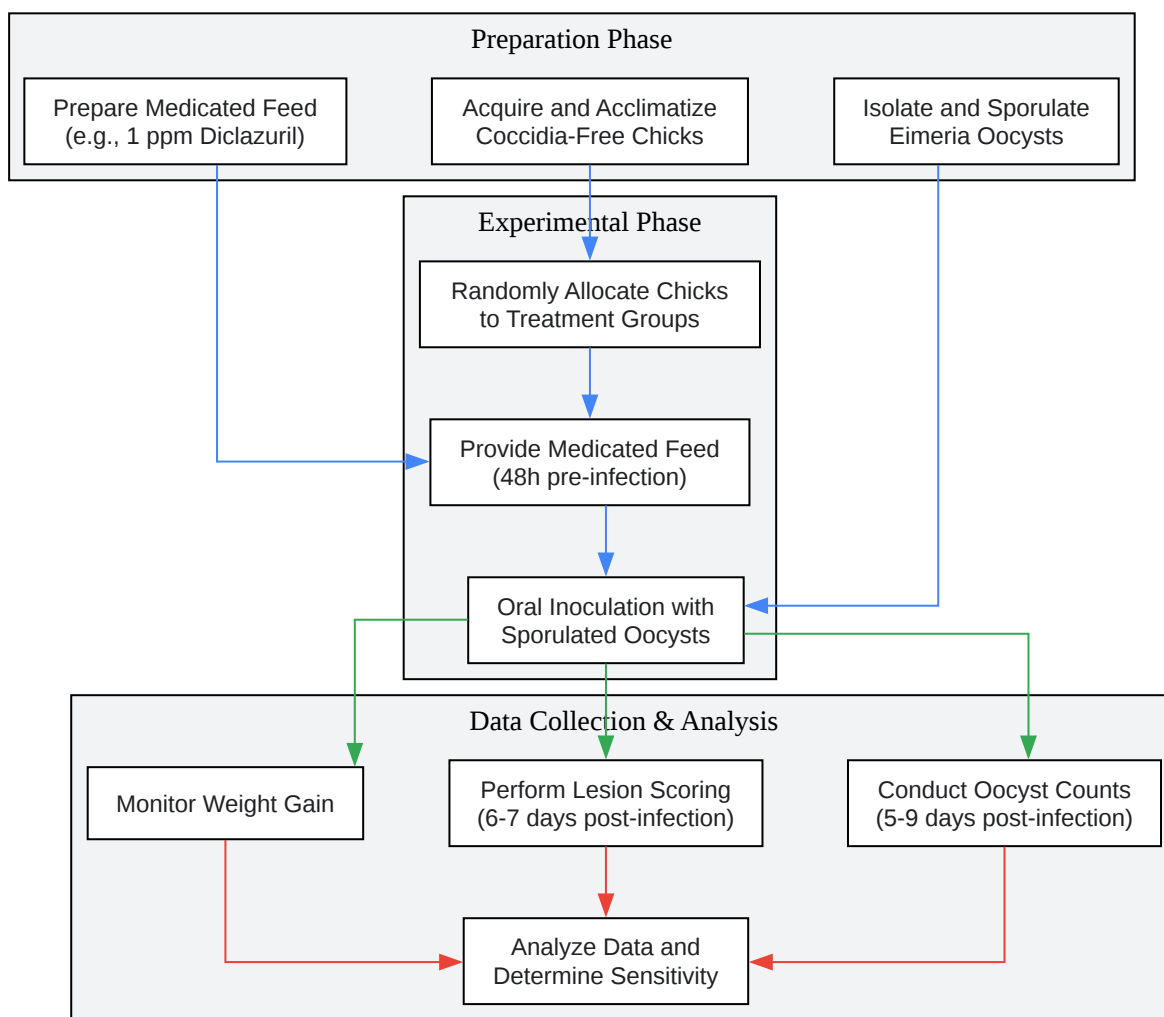 Preparation Phase
Prepare Medicated Feed
(e.g., 1 ppm Diclazuril)
Acquire and Acclimatize
Coccidia-Free Chicks
Isolate and Sporulate
Eimeria Oocysts
Experimental Phase
Randomly Allocate Chicks
to Treatment Groups
Provide Medicated Feed
(48h pre-infection)
Oral Inoculation with
Sporulated Oocysts
Data Collection & Analysis
Monitor Weight Gain
Perform Lesion Scoring
(6-7 days post-infection)
Conduct Oocyst Counts
(5-9 days post-infection)
Analyze Data and
Determine Sensitivity